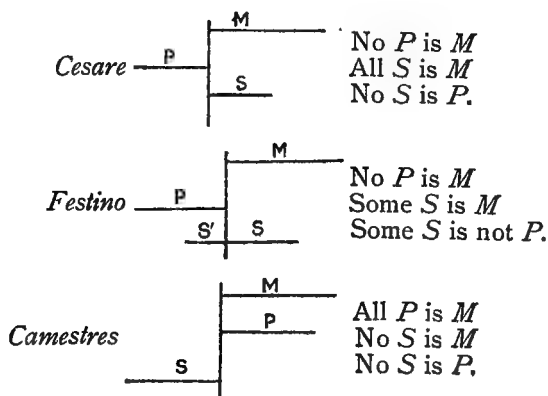 M
No P is M
Cesare P All S is M
S No S is P.
M
No P is M
Festino P Some S is M
S' S Some S is not P.
M
All P is M
P
Camestres No S is M
S No S is P.